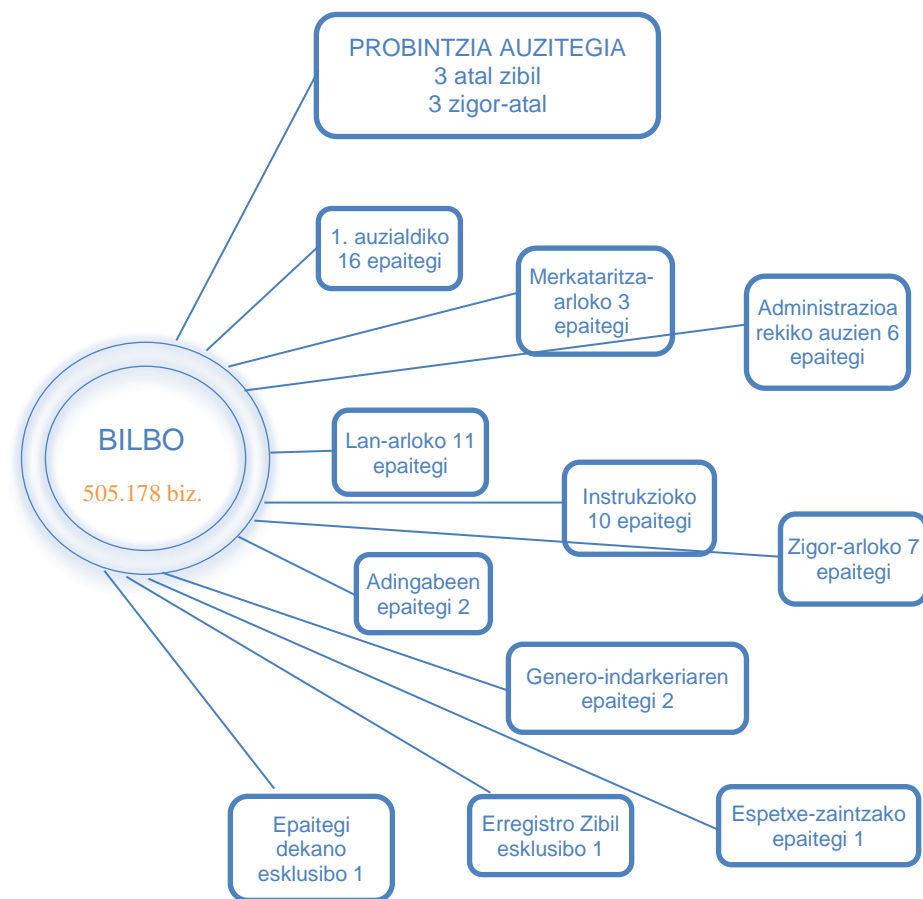 PROBINTZIA AUZITEGIA
3 atal zibil
3 zigor-atal
1. auzialdiko
16 epaitegi
Merkataritza-
arloko 3
epaitegi
Administrazioa
rekiko auzien 6
epaitegi
BILBO
505.178 biz.
Lan-arloko 11
epaitegi
Instrukzioko
10 epaitegi
Zigor-arloko 7
epaitegi
Adingabeen
epaitegi 2
Genero-indarkeriaren
epaitegi 2
Epaitegi
dekano
esklusibo 1
Erregistro Zibil
esklusibo 1
Espetxe-zaintzako
epaitegi 1